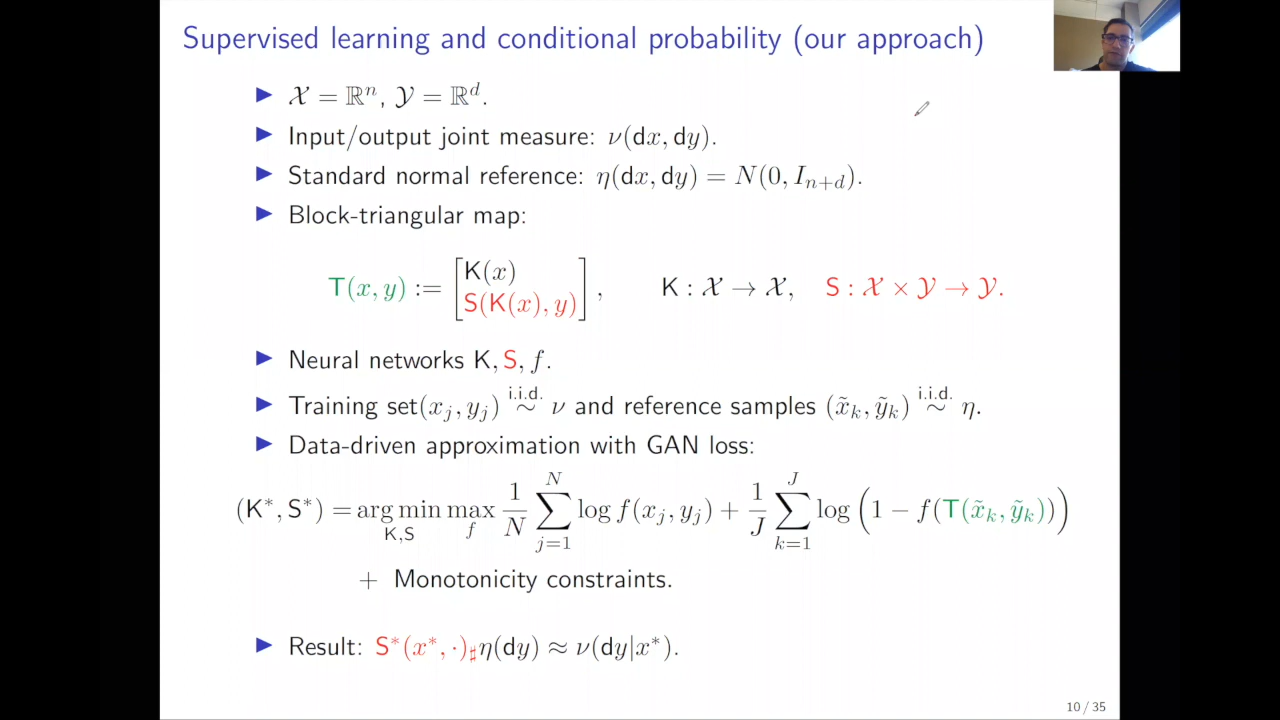 Supervised learning and conditional probability (our approach)
▶ 𝒳 = ℝⁿ, 𝒴 = ℝᵈ.
▶ Input/output joint measure: ν(dx, dy).
▶ Standard normal reference: η(dx, dy) = N(0, I_{n+d}).
▶ Block-triangular map:
T(x, y) := [ K(x) ; S(K(x), y) ], K : 𝒳 → 𝒳, S : 𝒳 × 𝒴 → 𝒴.
▶ Neural networks K, S, f.
▶ Training set(x_j, y_j) ∼^{i.i.d.} ν and reference samples (x̃_k, ỹ_k) ∼^{i.i.d.} η.
▶ Data-driven approximation with GAN loss:
(K*, S*) = arg min_{K,S} max_f 1/N ∑_{j=1}^{N} log f(x_j, y_j) + 1/J ∑_{k=1}^{J} log (1 − f(T(x̃_k, ỹ_k)))
+ Monotonicity constraints.
▶ Result: S*(x*, ·)_♯ η(dy) ≈ ν(dy|x*).
10 / 35